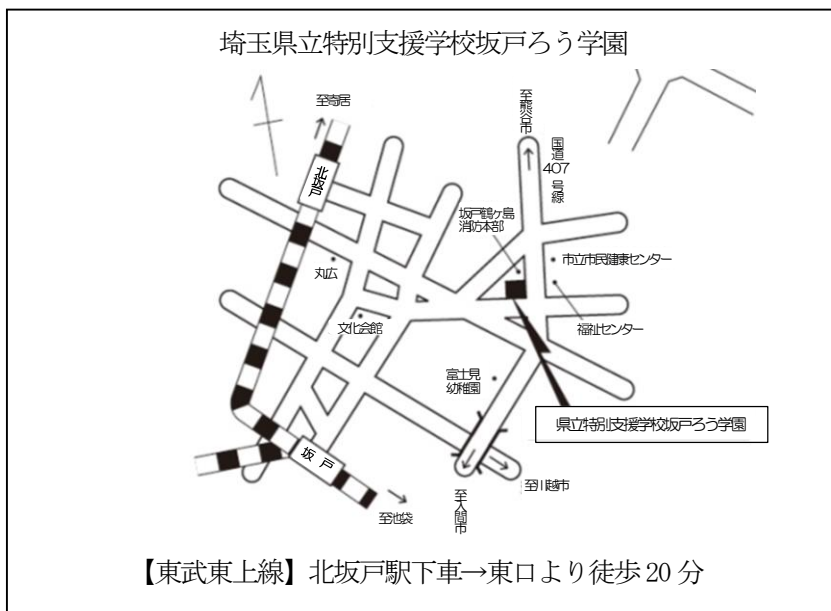 埼玉県立特別支援学校坂戸ろう学園
至寄居
至熊谷市
国道
407
号線
北坂戸
坂戸鶴ヶ島
消防本部
市立市民健康センター
丸広
文化会館
福祉センター
富士見
幼稚園
県立特別支援学校坂戸ろう学園
坂戸
至川越市
至入間市
至池袋
【東武東上線】北坂戸駅下車→東口より徒歩20分